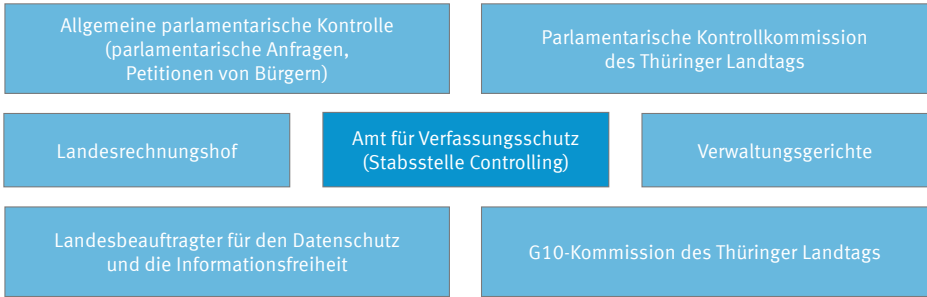 Allgemeine parlamentarische Kontrolle
(parlamentarische Anfragen,
Petitionen von Bürgern)
Parlamentarische Kontrollkommission
des Thüringer Landtags
Landesrechnungshof
Amt für Verfassungsschutz
(Stabsstelle Controlling)
Verwaltungsgerichte
Landesbeauftragter für den Datenschutz
und die Informationsfreiheit
G10-Kommission des Thüringer Landtags